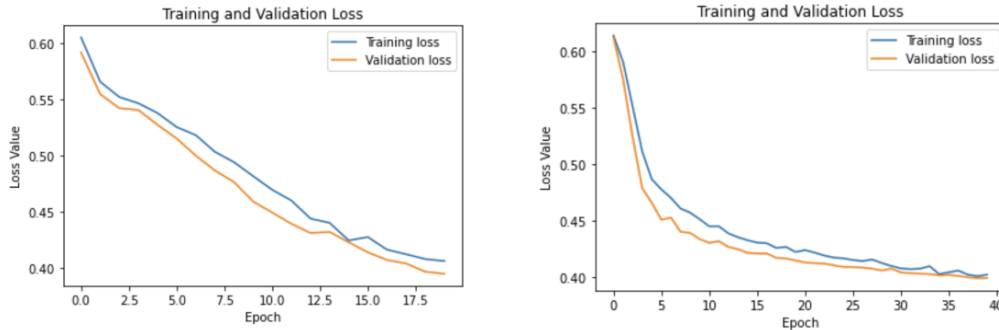 Training and Validation Loss
Training loss
Validation loss
0.60
0.55
0.50
0.45
0.40
Loss Value
0.0 2.5 5.0 7.5 10.0 12.5 15.0 17.5
Epoch
Training and Validation Loss
Training loss
Validation loss
0.60
0.55
0.50
0.45
0.40
Loss Value
0 5 10 15 20 25 30 35 40
Epoch